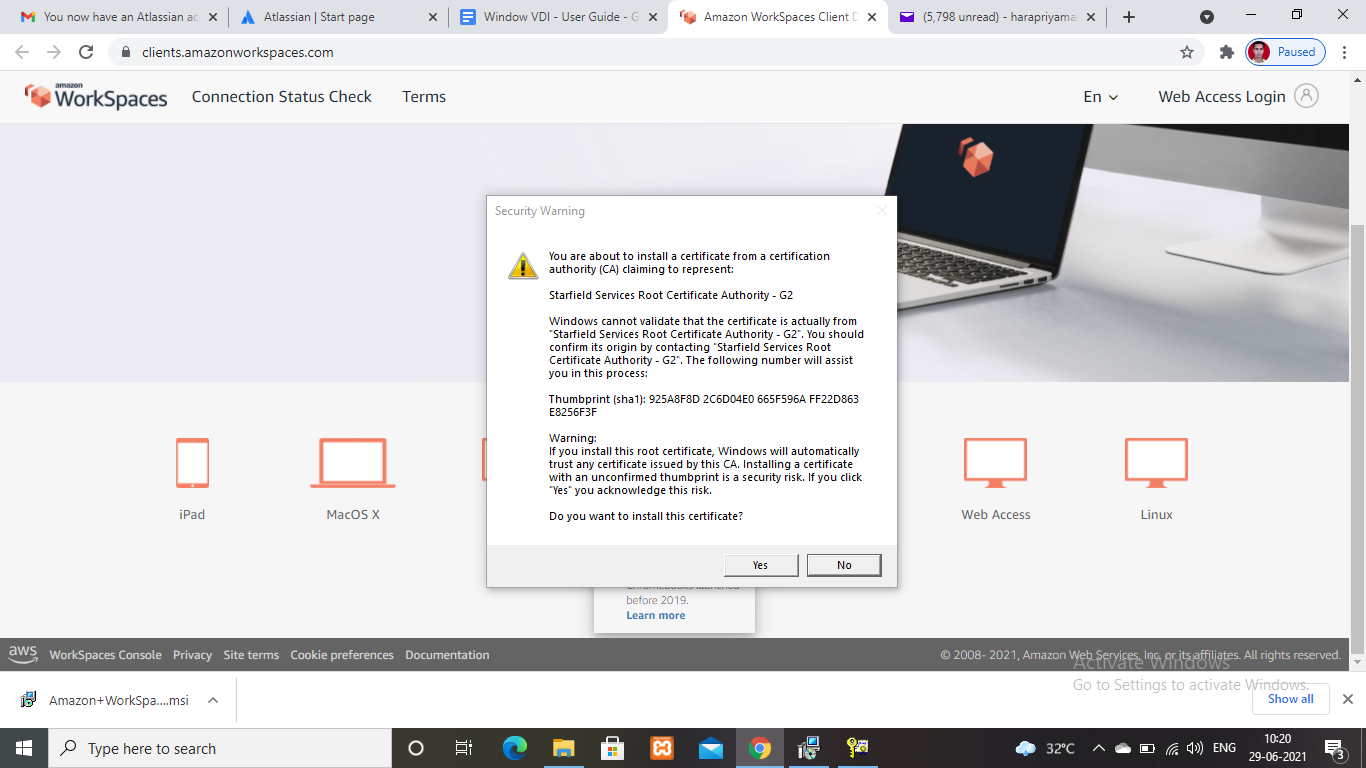 You now have an Atlassian ac
Atlassian | Start page
Window VDI - User Guide - G
Amazon WorkSpaces Client D
(5,798 unread) - harapriyama
clients.amazonworkspaces.com
Paused
amazon
WorkSpaces
Connection Status Check
Terms
En
Web Access Login
Security Warning
You are about to install a certificate from a certification
authority (CA) claiming to represent:
Starfield Services Root Certificate Authority - G2
Windows cannot validate that the certificate is actually from
"Starfield Services Root Certificate Authority - G2". You should
confirm its origin by contacting "Starfield Services Root
Certificate Authority - G2". The following number will assist
you in this process:
Thumbprint (sha1): 925A8F8D 2C6D04E0 665F596A FF22D863
E8256F3F
Warning:
If you install this root certificate, Windows will automatically
trust any certificate issued by this CA. Installing a certificate
with an unconfirmed thumbprint is a security risk. If you click
"Yes" you acknowledge this risk.
Do you want to install this certificate?
Yes
No
iPad
MacOS X
Web Access
Linux
Chromebooks launched
before 2019.
Learn more
aws
WorkSpaces Console
Privacy
Site terms
Cookie preferences
Documentation
© 2008- 2021, Amazon Web Services, Inc. or its affiliates. All rights reserved.
Activate Windows
Go to Settings to activate Windows.
Amazon+WorkSpa....msi
Show all
Type here to search
32°C
ENG
10:20
29-06-2021
3